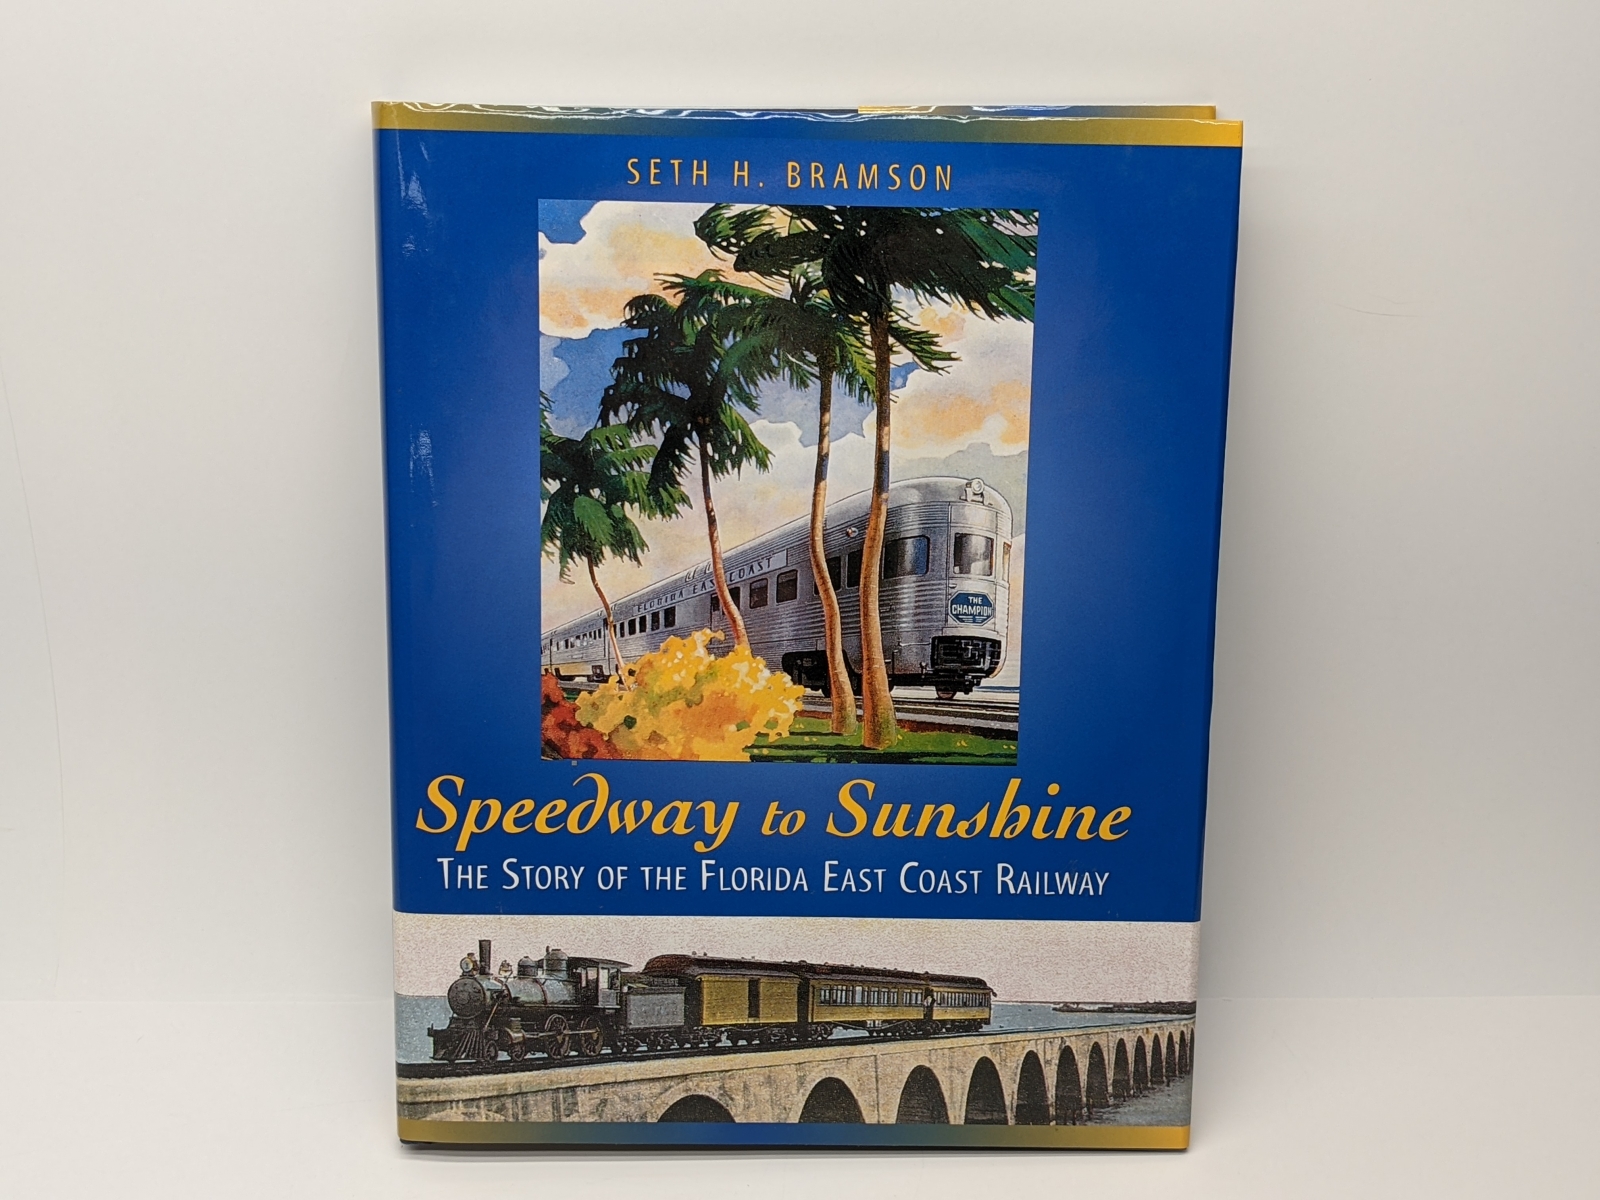 SETH H. BRAMSON
FLORIDA EAST COAST
THE
CHAMPION
Speedway to Sunshine
THE STORY OF THE FLORIDA EAST COAST RAILWAY